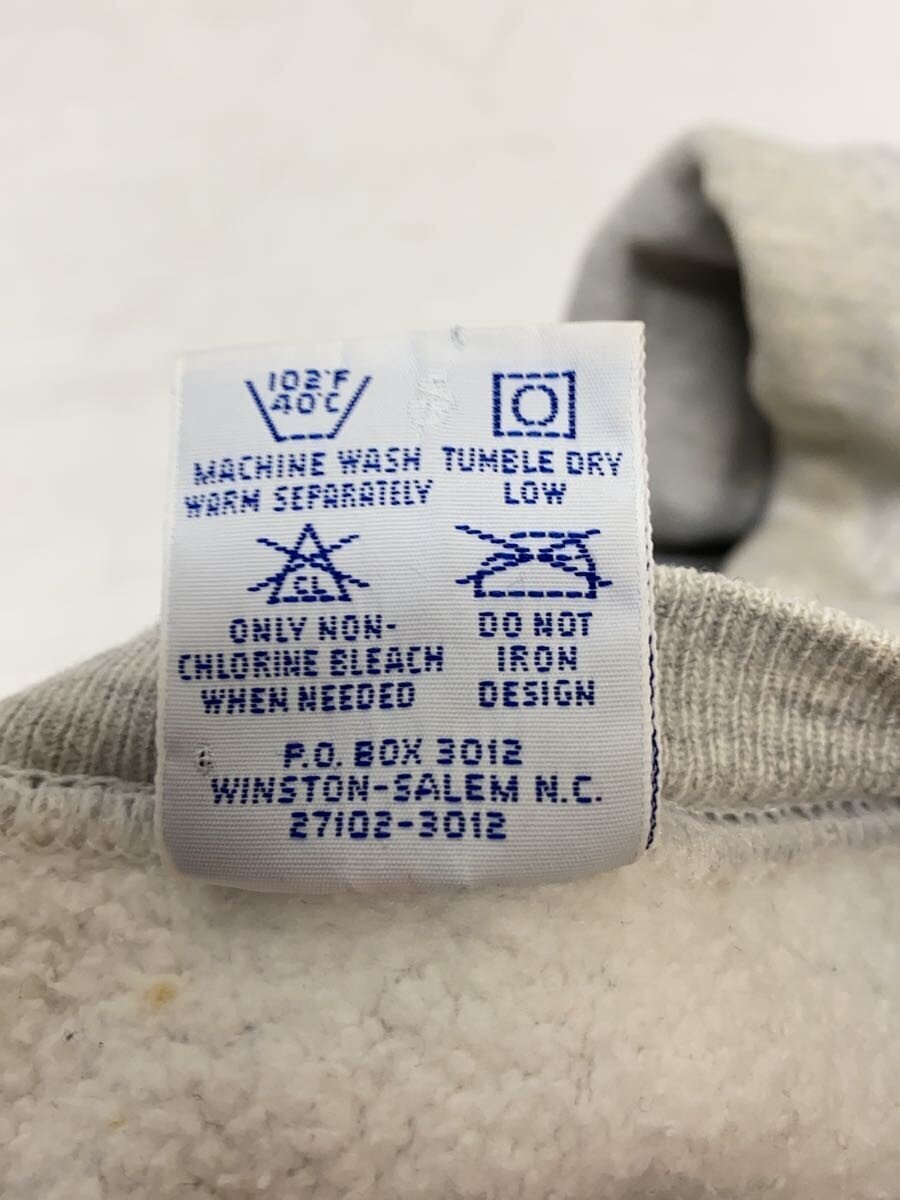 102°F
40°C
MACHINE WASH
WARM SEPARATELY
TUMBLE DRY
LOW
CL
ONLY NON-
CHLORINE BLEACH
WHEN NEEDED
DO NOT
IRON
DESIGN
P.O. BOX 3012
WINSTON-SALEM N.C.
27102-3012